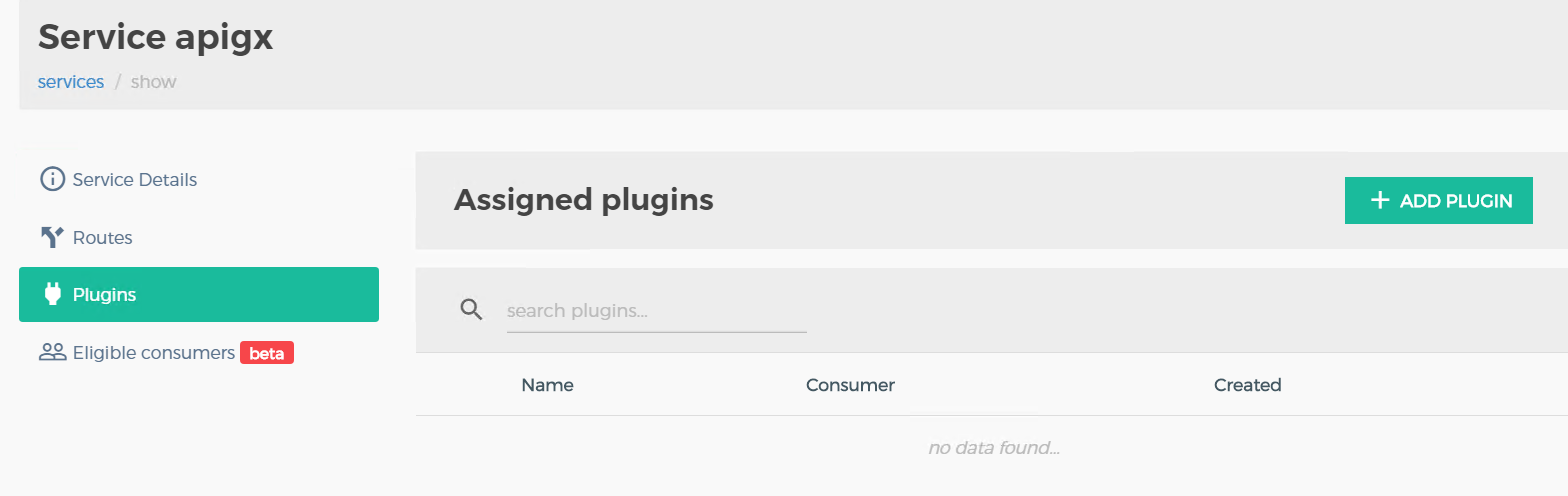 Service apigx
services / show
Service Details
Routes
Plugins
Eligible consumers beta
Assigned plugins
ADD PLUGIN
search plugins...
Name Consumer Created
no data found...